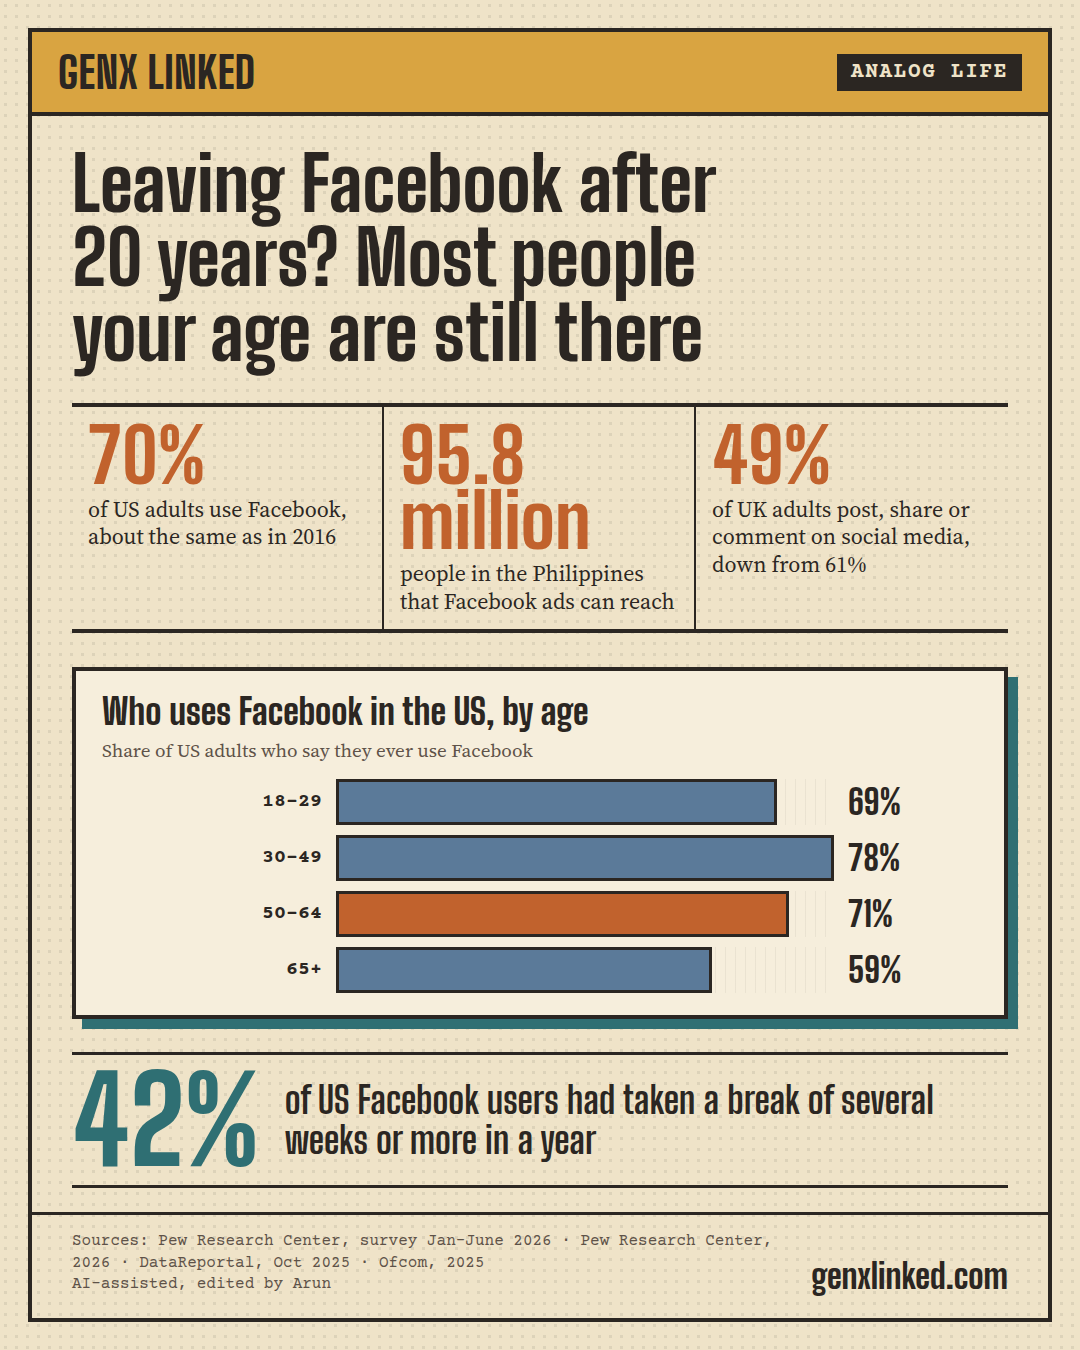 GENX LINKED
ANALOG LIFE
Leaving Facebook after
20 years? Most people
your age are still there
70%
of US adults use Facebook,
about the same as in 2016
95.8
million
people in the Philippines
that Facebook ads can reach
49%
of UK adults post, share or
comment on social media,
down from 61%
Who uses Facebook in the US, by age
Share of US adults who say they ever use Facebook
18–29 69%
30–49 78%
50–64 71%
65+ 59%
42%
of US Facebook users had taken a break of several
weeks or more in a year
Sources: Pew Research Center, survey Jan–June 2026 · Pew Research Center,
2026 · DataReportal, Oct 2025 · Ofcom, 2025
AI-assisted, edited by Arun
genxlinked.com